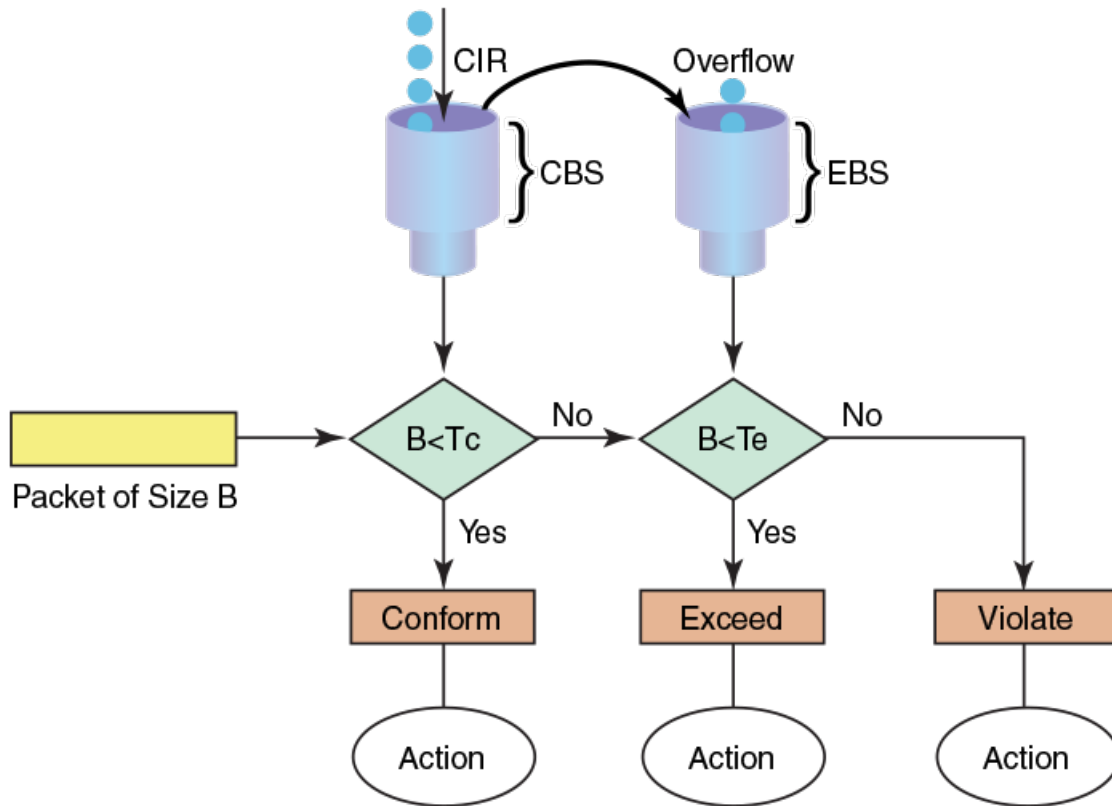 CIR
Overflow
CBS
EBS
B<Tc
No
B<Te
No
Packet of Size B
Yes
Yes
Conform
Exceed
Violate
Action
Action
Action